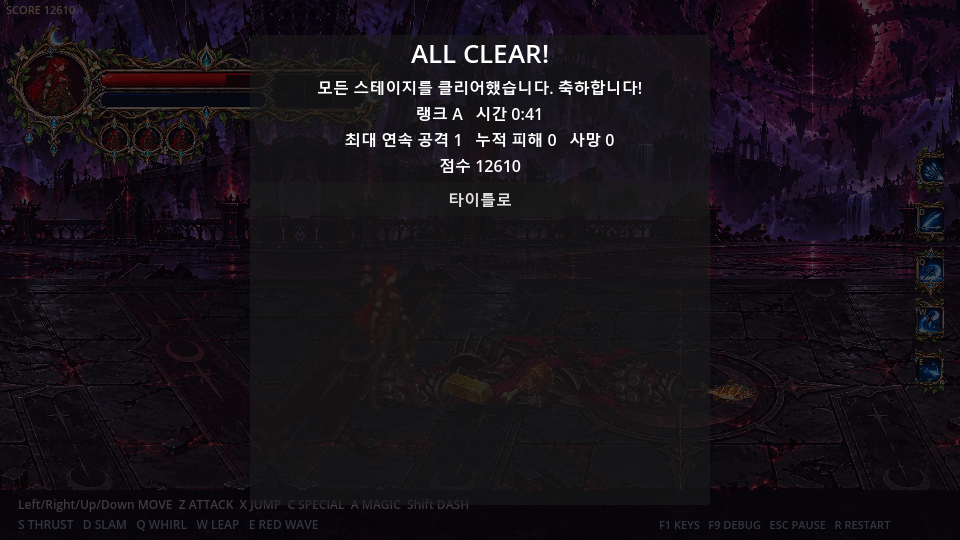 SCORE 12610
ALL CLEAR!
모든 스테이지를 클리어했습니다. 축하합니다!
랭크 A 시간 0:41
최대 연속 공격 1 누적 피해 0 사망 0
점수 12610
타이틀로
D
Q
W
E
Left/Right/Up/Down MOVE Z ATTACK X JUMP C SPECIAL A MAGIC Shift DASH
S THRUST D SLAM Q WHIRL W LEAP E RED WAVE
F1 KEYS F9 DEBUG ESC PAUSE R RESTART